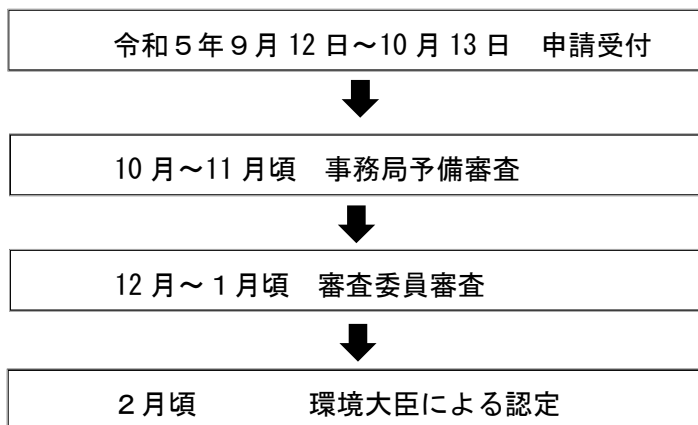 令和５年９月 12 日～10 月 13 日　申請受付
10 月～11 月頃　事務局予備審査
12 月～１月頃　審査委員審査
２月頃　　　　環境大臣による認定